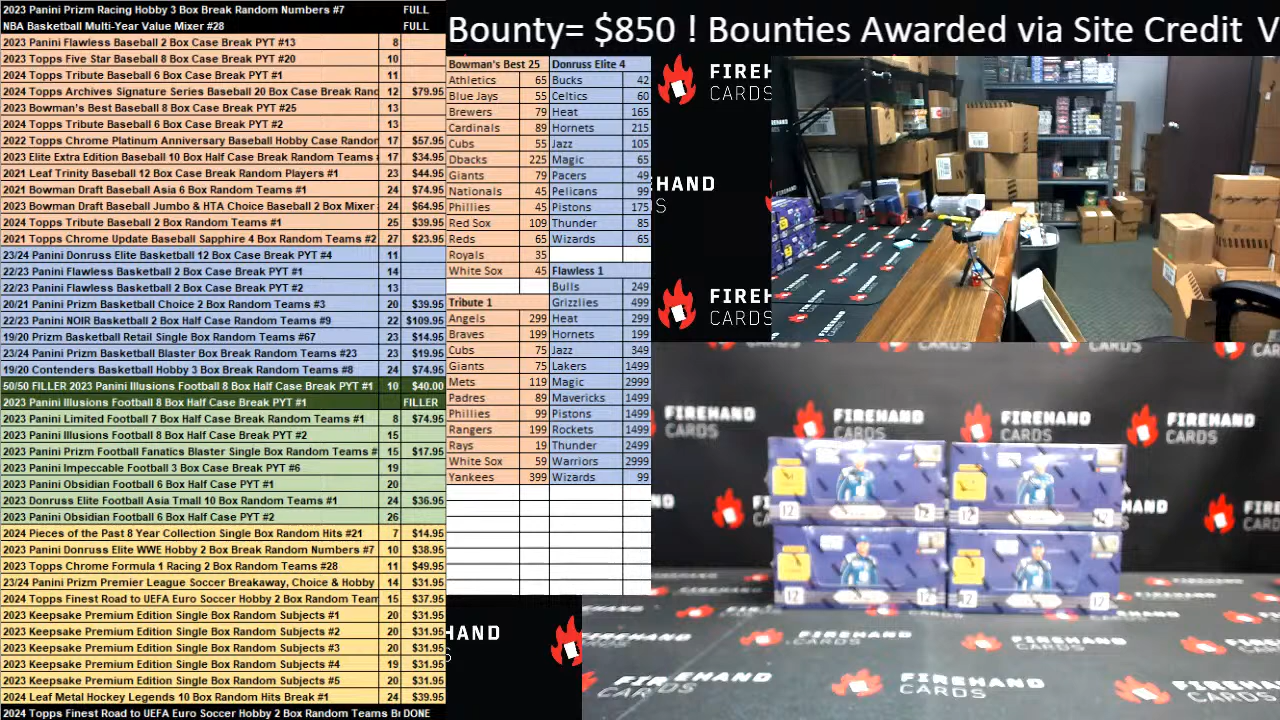 2023 Panini Prizm Racing Hobby 3 Box Break Random Numbers #7 FULL
NBA Basketball Multi-Year Value Mixer #28 FULL
2023 Panini Flawless Baseball 2 Box Case Break PYT #13 8
2023 Topps Five Star Baseball 8 Box Case Break PYT #20 10
2023 Topps Tribute Baseball 6 Box Case Break PYT #1 11
2024 Topps Archives Signature Series Baseball 20 Box Case Break Ranc 12 $79.95
2023 Bowman's Best Baseball 8 Box Case Break PYT #25 13
2024 Topps Tribute Baseball 6 Box Case Break PYT #2 13
2022 Topps Chrome Platinum Anniversary Baseball Hobby Case Randor 17 $57.95
2023 Elite Extra Edition Baseball 10 Box Half Case Break Random Teams 17 $34.95
2021 Leaf Trinity Baseball 12 Box Case Break Random Players #1 23 $44.95
2021 Bowman Draft Baseball Asia 6 Box Random Teams #1 24 $74.95
2023 Bowman Draft Baseball Jumbo & HTA Choice Baseball 2 Box Mixer 24 $64.95
2024 Topps Tribute Baseball 2 Box Random Teams #1 25 $39.95
2021 Topps Chrome Update Baseball Sapphire 4 Box Random Teams #2 27 $23.95
23/24 Panini Donruss Elite Basketball 12 Box Case Break PYT #4 11
22/23 Panini Flawless Basketball 2 Box Case Break PYT #1 14
22/23 Panini Flawless Basketball 2 Box Case Break PYT #2 13
20/21 Panini Prizm Basketball Choice 2 Box Random Teams #3 20 $39.95
22/23 Panini NOIR Basketball 2 Box Half Case Random Teams #9 22 $109.95
19/20 Prizm Basketball Retail Single Box Random Teams #67 23 $14.95
23/24 Panini Prizm Basketball Blaster Box Break Random Teams #23 23 $19.95
19/20 Contenders Basketball Hobby 3 Box Break Random Teams #8 24 $74.95
50/50 FILLER 2023 Panini Illusions Football 8 Box Half Case Break PYT #1 10 $40.00
2023 Panini Illusions Football 8 Box Half Case Break PYT #1 FILLER
2023 Panini Limited Football 7 Box Half Case Break Random Teams #1 8 $74.95
2023 Panini Illusions Football 8 Box Half Case Break PYT #2 15
2023 Panini Prizm Football Fanatics Blaster Single Box Random Teams # 15 $17.95
2023 Panini Impeccable Football 3 Box Case Break PYT #6 19
2023 Panini Obsidian Football 6 Box Half Case PYT #1 20
2023 Donruss Elite Football Asia Tmall 10 Box Random Teams #1 24 $36.95
2023 Panini Obsidian Football 6 Box Half Case PYT #2 26
2024 Pieces of the Past 8 Year Collection Single Box Random Hits #21 7 $14.95
2023 Panini Donruss Elite WWE Hobby 2 Box Break Random Numbers #7 10 $38.95
2023 Topps Chrome Formula 1 Racing 2 Box Random Teams #28 11 $49.95
23/24 Panini Prizm Premier League Soccer Breakaway, Choice & Hobby 14 $31.95
2024 Topps Finest Road to UEFA Euro Soccer Hobby 2 Box Random Team 15 $37.95
2023 Keepsake Premium Edition Single Box Random Subjects #1 20 $31.95
2023 Keepsake Premium Edition Single Box Random Subjects #2 20 $31.95
2023 Keepsake Premium Edition Single Box Random Subjects #3 20 $31.95
2023 Keepsake Premium Edition Single Box Random Subjects #4 19 $31.95
2023 Keepsake Premium Edition Single Box Random Subjects #5 20 $31.95
2024 Leaf Metal Hockey Legends 10 Box Random Hits Break #1 24 $39.95
2024 Topps Finest Road to UEFA Euro Soccer Hobby 2 Box Random Teams Br DONE
Bounty= $850 ! Bounties Awarded via Site Credit V
Bowman's Best 25
Athletics 65
Blue Jays 55
Brewers 79
Cardinals 89
Cubs 55
Dbacks 225
Giants 79
Nationals 45
Phillies 45
Red Sox 109
Reds 65
Royals 35
White Sox 45
Tribute 1
Angels 299
Braves 199
Cubs 75
Giants 75
Mets 119
Padres 89
Phillies 99
Rangers 199
Rays 19
White Sox 59
Yankees 399
Donruss Elite 4
Bucks 42
Celtics 60
Heat 165
Hornets 215
Jazz 105
Magic 65
Pacers 49
Pelicans 99
Pistons 175
Thunder 85
Wizards 65
Flawless 1
Bulls 249
Grizzlies 499
Heat 299
Hornets 199
Jazz 349
Lakers 1499
Magic 2999
Mavericks 1499
Pistons 1499
Rockets 1499
Thunder 2499
Warriors 2999
Wizards 99
FIREH
CARDS
HAND
S
FIREH
CARDS
HAND
S
FIREHAND
CARDS
FIREHAND
CARDS
FIREHAND
CARDS
12
12
12
12
12
12
12
12
FIREHAND
CARDS
FIREHAND
CARDS
FIREHAND
CARDS
FIREHAND
CARDS